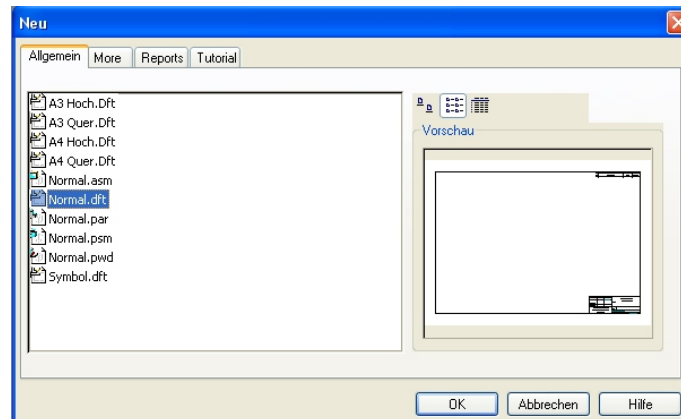 Neu
Allgemein More Reports Tutorial
A3 Hoch.Dft
A3 Quer.Dft
A4 Hoch.Dft
A4 Quer.Dft
Normal.asm
Normal.dft
Normal.par
Normal.psm
Normal.pwd
Symbol.dft
Vorschau
OK Abbrechen Hilfe